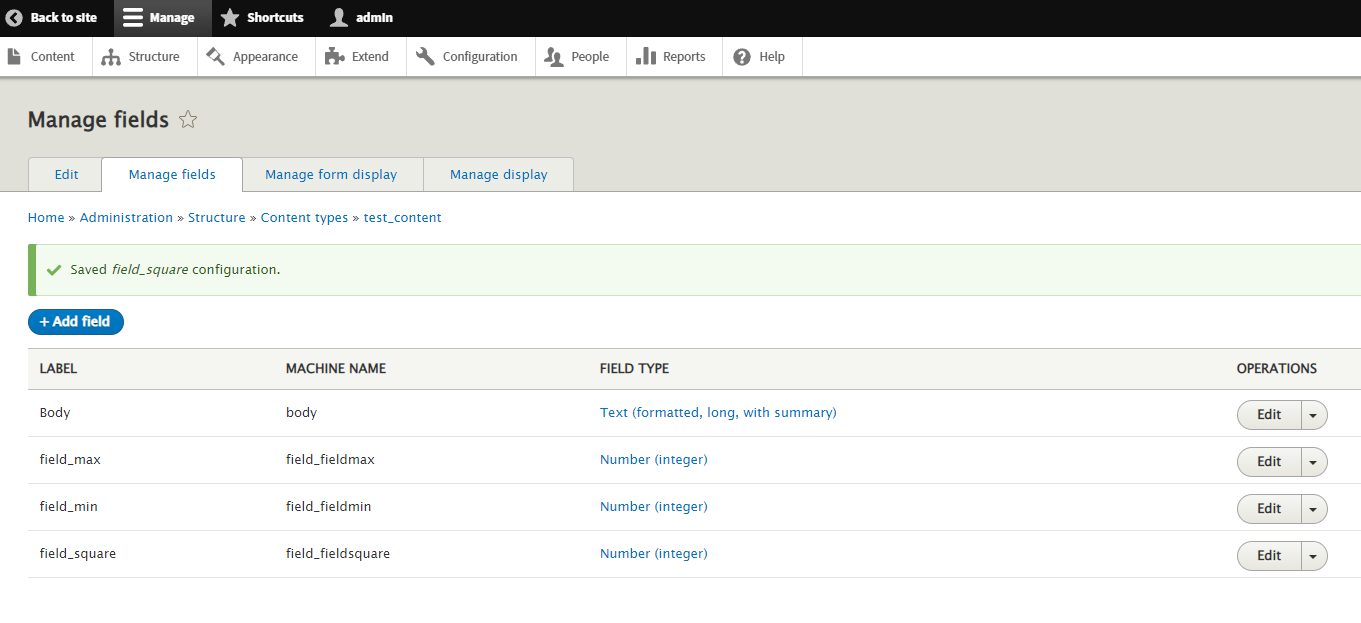 Back to site Manage Shortcuts admin
Content Structure Appearance Extend Configuration People Reports Help
Manage fields
Edit Manage fields Manage form display Manage display
Home » Administration » Structure » Content types » test_content
Saved field_square configuration.
+ Add field
LABEL MACHINE NAME FIELD TYPE OPERATIONS
Body body Text (formatted, long, with summary) Edit
field_max field_fieldmax Number (integer) Edit
field_min field_fieldmin Number (integer) Edit
field_square field_fieldsquare Number (integer) Edit